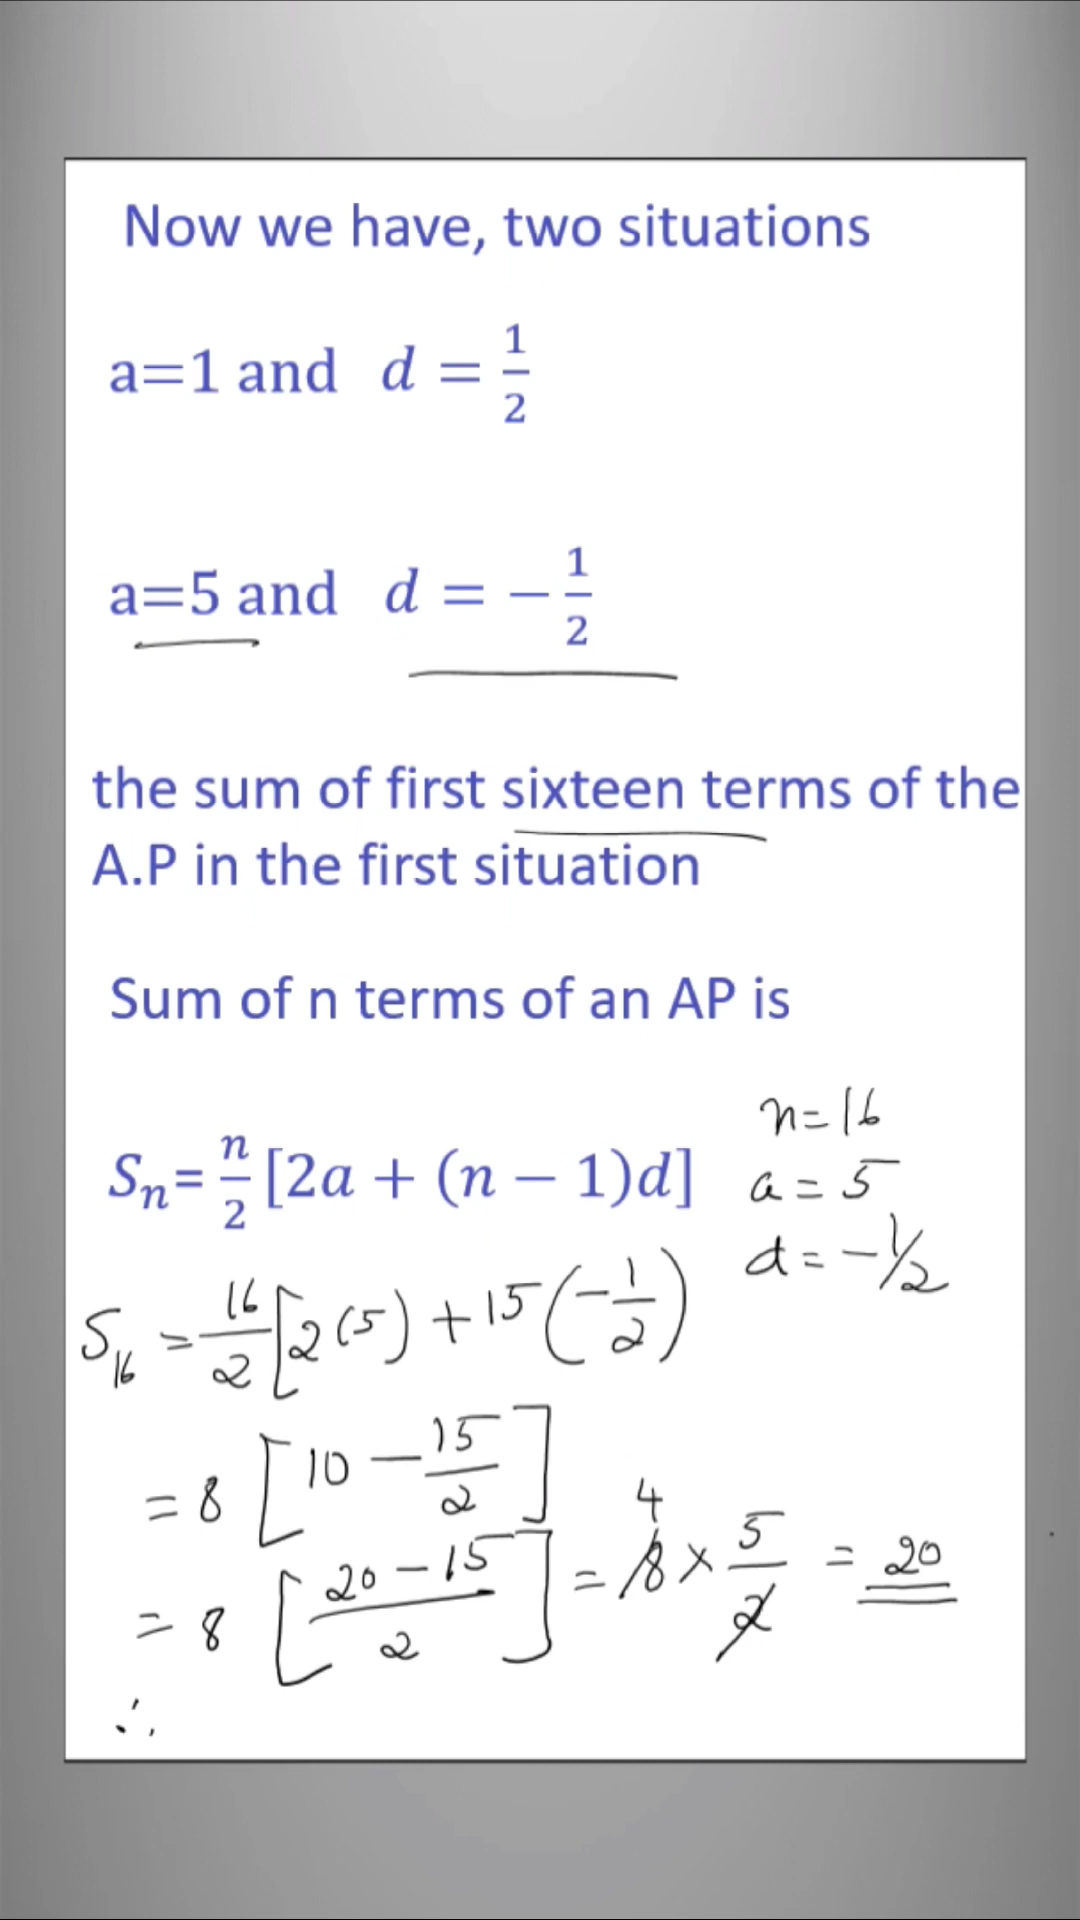 Now we have, two situations
a=1 and d = 1/2
a=5 and d = -1/2
the sum of first sixteen terms of the
A.P in the first situation
Sum of n terms of an AP is
n=16
Sₙ= n/2 [2a + (n − 1)d]
a = 5
d = -1/2
S₁₆ = 16/2 [2(5) + 15(-1/2)
= 8 [10 - 15/2]
= 8 [20 - 15/2] = 8 × 5/2 = 20
4
∴